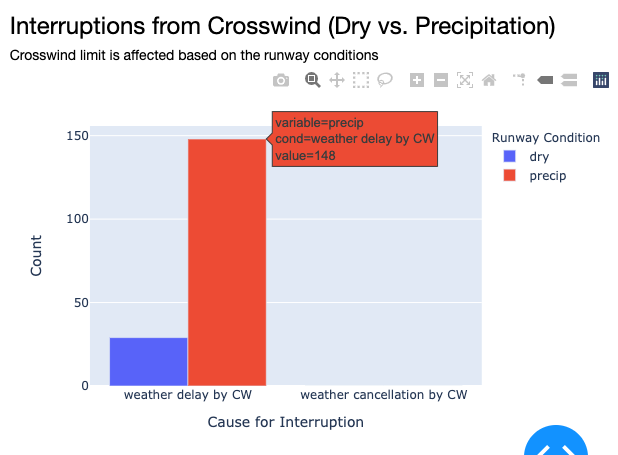 Interruptions from Crosswind (Dry vs. Precipitation)
Crosswind limit is affected based on the runway conditions
variable=precip
cond=weather delay by CW
value=148
150
100
50
0
Count
weather delay by CW
weather cancellation by CW
Cause for Interruption
Runway Condition
dry
precip